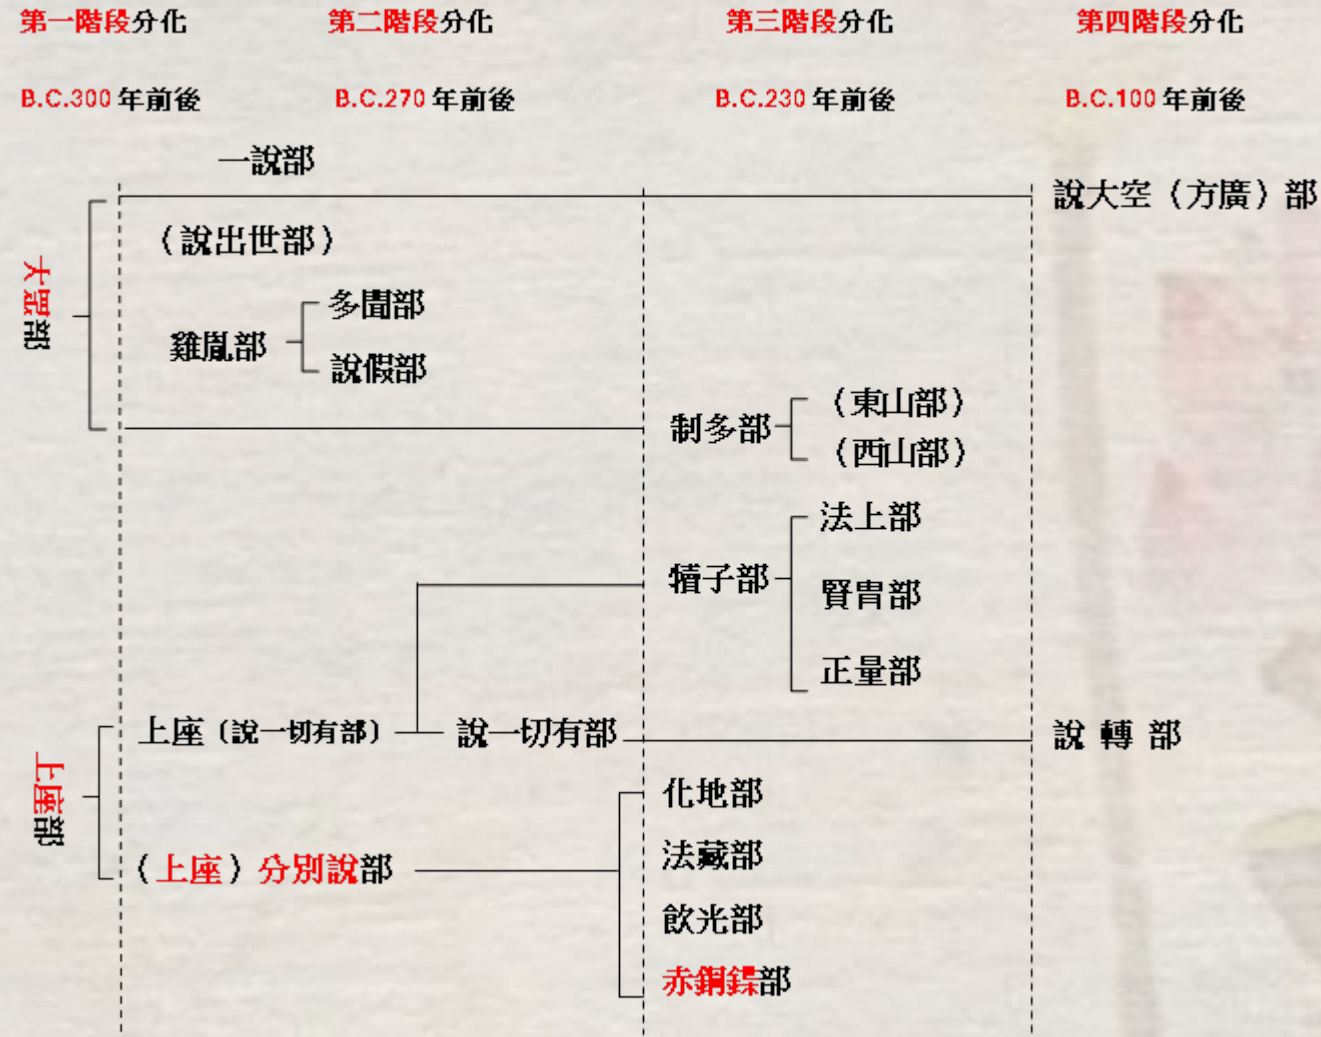 第一階段分化
第二階段分化
第三階段分化
第四階段分化
B.C.300 年前後
B.C.270 年前後
B.C.230 年前後
B.C.100 年前後
一說部
說大空（方廣）部
（說出世部）
大眾部
多聞部
雞胤部
說假部
（東山部）
制多部
（西山部）
法上部
犢子部
賢冑部
正量部
上座〔說一切有部〕
說一切有部
說轉部
上座部
化地部
法藏部
（上座）分別說部
飲光部
赤銅鍱部